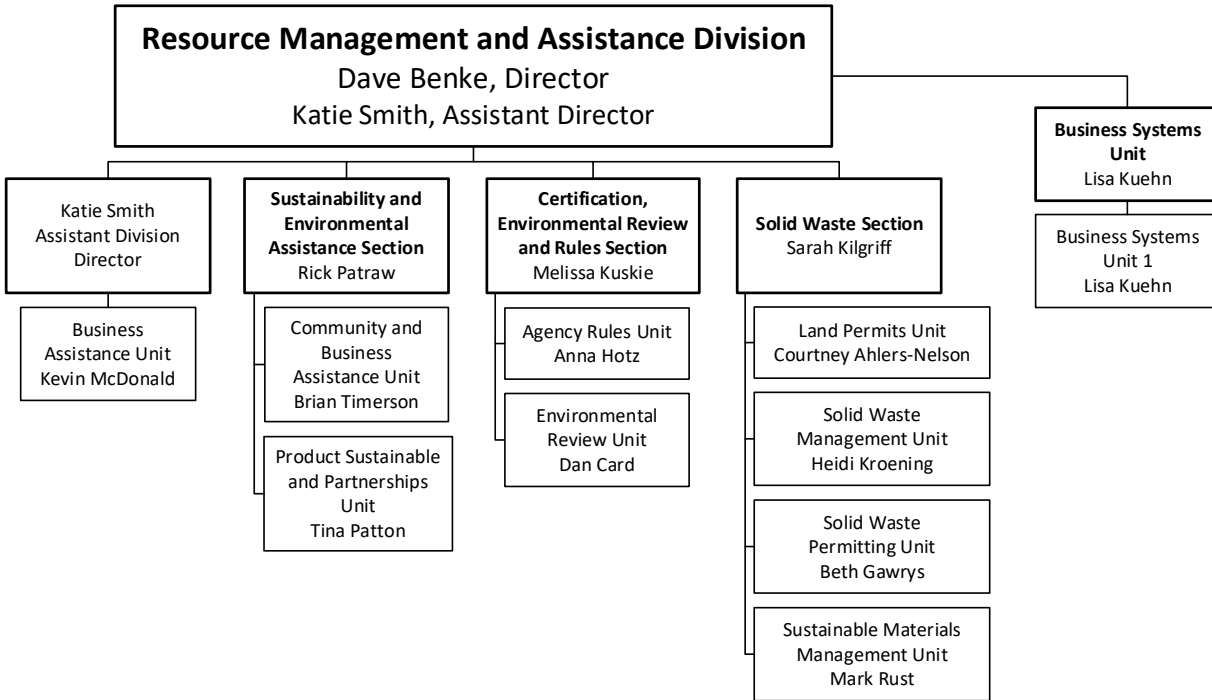 Resource Management and Assistance Division
Dave Benke, Director
Katie Smith, Assistant Director
Business Systems
Unit
Lisa Kuehn
Business Systems
Unit 1
Lisa Kuehn
Katie Smith
Assistant Division
Director
Business
Assistance Unit
Kevin McDonald
Sustainability and
Environmental
Assistance Section
Rick Patraw
Community and
Business
Assistance Unit
Brian Timerson
Product Sustainable
and Partnerships
Unit
Tina Patton
Certification,
Environmental Review
and Rules Section
Melissa Kuskie
Agency Rules Unit
Anna Hotz
Environmental
Review Unit
Dan Card
Solid Waste Section
Sarah Kilgriff
Land Permits Unit
Courtney Ahlers-Nelson
Solid Waste
Management Unit
Heidi Kroening
Solid Waste
Permitting Unit
Beth Gawrys
Sustainable Materials
Management Unit
Mark Rust